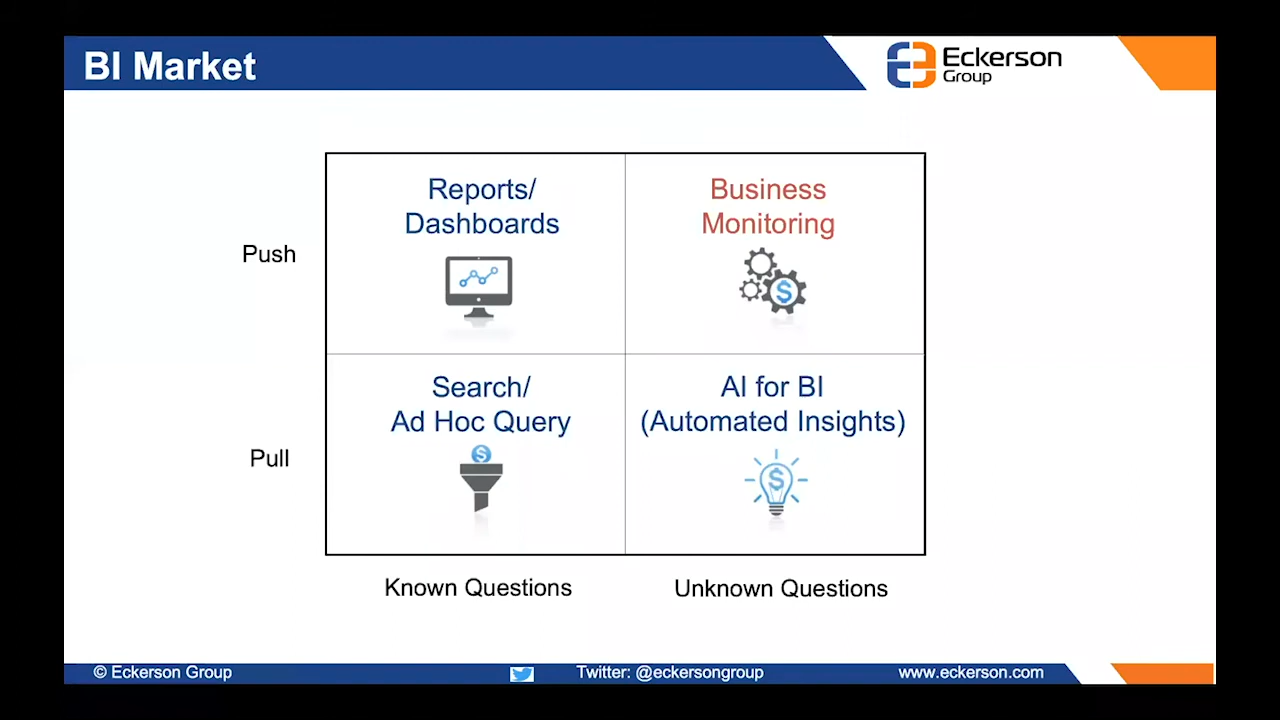 BI Market
Eckerson
Group
Reports/
Dashboards
Business
Monitoring
Push
$
Search/
Ad Hoc Query
AI for BI
(Automated Insights)
Pull
$
$
Known Questions
Unknown Questions
© Eckerson Group
Twitter: @eckersongroup
www.eckerson.com